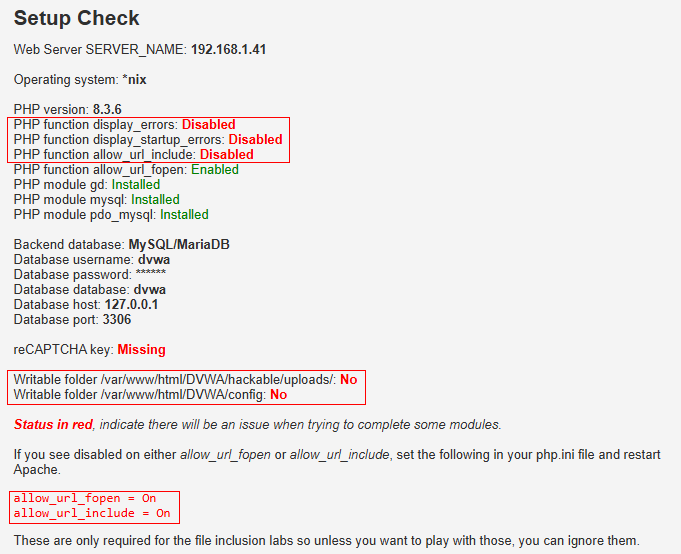 Setup Check
Web Server SERVER_NAME: 192.168.1.41
Operating system: *nix
PHP version: 8.3.6
PHP function display_errors: Disabled
PHP function display_startup_errors: Disabled
PHP function allow_url_include: Disabled
PHP function allow_url_fopen: Enabled
PHP module gd: Installed
PHP module mysql: Installed
PHP module pdo_mysql: Installed
Backend database: MySQL/MariaDB
Database username: dvwa
Database password: ******
Database database: dvwa
Database host: 127.0.0.1
Database port: 3306
reCAPTCHA key: Missing
Writable folder /var/www/html/DVWA/hackable/uploads/: No
Writable folder /var/www/html/DVWA/config: No
Status in red, indicate there will be an issue when trying to complete some modules.
If you see disabled on either allow_url_fopen or allow_url_include, set the following in your php.ini file and restart
Apache.
allow_url_fopen = On
allow_url_include = On
These are only required for the file inclusion labs so unless you want to play with those, you can ignore them.